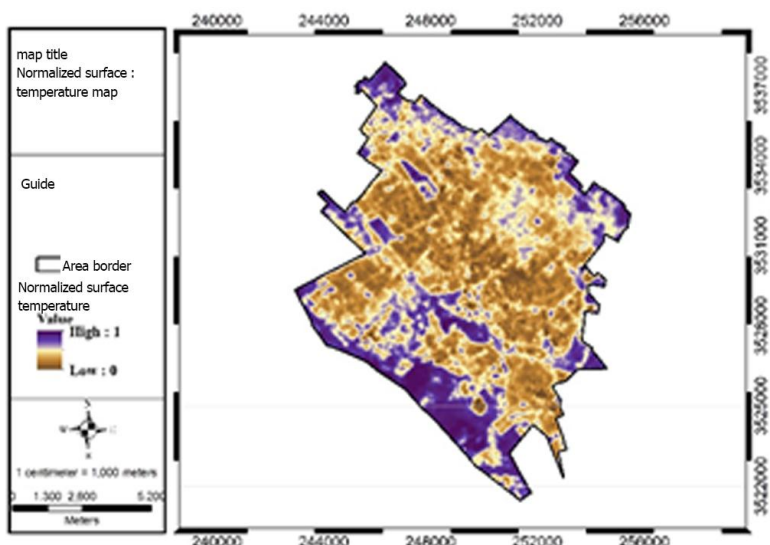 map title
Normalized surface :
temperature map
Guide
Area border
Normalized surface
temperature
Value
High : 1
Low : 0
1 centimeter = 1,000 meters
0 1.300 2,600 5.200
Meters
240000 244000 248000 252000 256000
3537000
3534000
3531000
3528000
3525000
3522000
240000 244000 248000 252000 256000